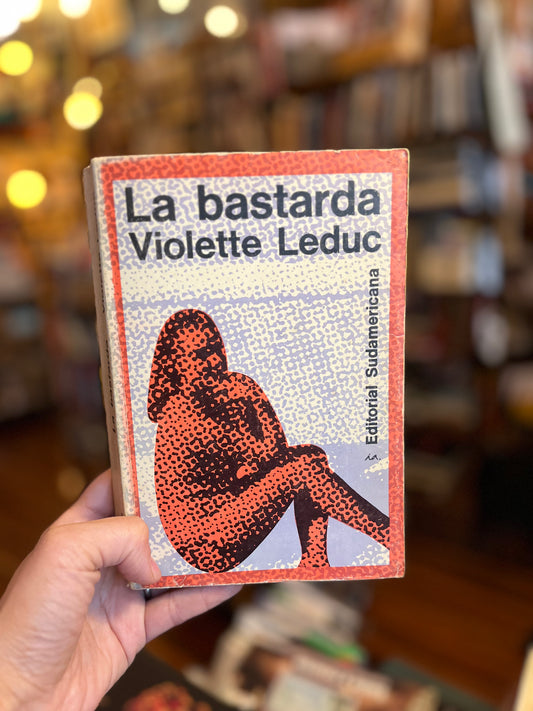 La bastarda
Violette Leduc
Editorial Sudamericana